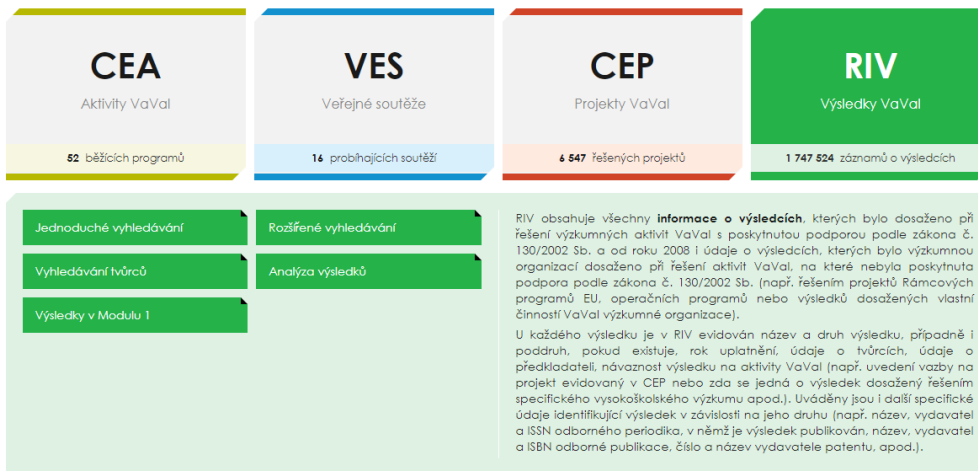 CEA
Aktivity VaVaI
52 běžících programů
VES
Veřejné soutěže
16 probíhajících soutěží
CEP
Projekty VaVaI
6 547 řešených projektů
RIV
Výsledky VaVaI
1 747 524 záznamů o výsledcích
Jednoduché vyhledávání
Rozšířené vyhledávání
Vyhledávání tvůrců
Analýza výsledků
Výsledky v Modulu 1
RIV obsahuje všechny informace o výsledcích, kterých bylo dosaženo při
řešení výzkumných aktivit VaVaI s poskytnutou podporou podle zákona č.
130/2002 Sb. a od roku 2008 i údaje o výsledcích, kterých bylo výzkumnou
organizací dosaženo při řešení aktivit VaVaI, na které nebyla poskytnuta
podpora podle zákona č. 130/2002 Sb. (např. řešením projektů Rámcových
programů EU, operačních programů nebo výsledků dosažených vlastní
činností VaVaI výzkumné organizace).
U každého výsledku je v RIV evidován název a druh výsledku, případně i
poddruh, pokud existuje, rok uplatnění, údaje o tvůrcích, údaje o
předkladateli, návaznost výsledku na aktivity VaVaI (např. uvedení vazby na
projekt evidovaný v CEP nebo zda se jedná o výsledek dosažený řešením
specifického vysokoškolského výzkumu apod.). Uváděny jsou i další specifické
údaje identifikující výsledek v závislosti na jeho druhu (např. název, vydavatel
a ISSN odborného periodika, v němž je výsledek publikován, název, vydavatel
a ISBN odborné publikace, číslo a název vydavatele patentu, apod.).